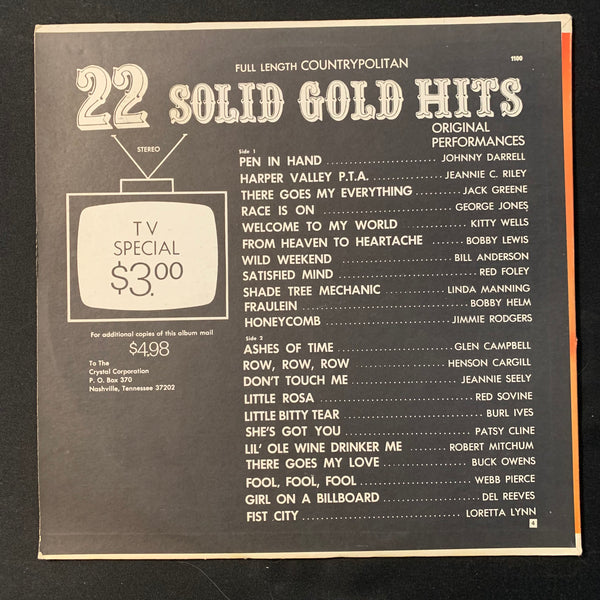 FULL LENGTH COUNTRYPOLITAN
1100
22 SOLID GOLD HITS
ORIGINAL
PERFORMANCES
STEREO
TV
SPECIAL
$3.00
For additional copies of this album mail
$4.98
To The
Crystal Corporation
P. O. Box 370
Nashville, Tennessee 37202
Side 1
PEN IN HAND ........................ JOHNNY DARRELL
HARPER VALLEY P.T.A. ................ JEANNIE C. RILEY
THERE GOES MY EVERYTHING ......... JACK GREENE
RACE IS ON ......................... GEORGE JONES
WELCOME TO MY WORLD ............... KITTY WELLS
FROM HEAVEN TO HEARTACHE ........ BOBBY LEWIS
WILD WEEKEND ...................... BILL ANDERSON
SATISFIED MIND ........................ RED FOLEY
SHADE TREE MECHANIC ............ LINDA MANNING
FRAULEIN ............................ BOBBY HELM
HONEYCOMB ...................... JIMMIE RODGERS
Side 2
ASHES OF TIME ..................... GLEN CAMPBELL
ROW, ROW, ROW ................. HENSON CARGILL
DON'T TOUCH ME .................. JEANNIE SEELY
LITTLE ROSA .......................... RED SOVINE
LITTLE BITTY TEAR ....................... BURL IVES
SHE'S GOT YOU ...................... PATSY CLINE
LIL' OLE WINE DRINKER ME ....... ROBERT MITCHUM
THERE GOES MY LOVE ................ BUCK OWENS
FOOL, FOOL, FOOL .................... WEBB PIERCE
GIRL ON A BILLBOARD ................. DEL REEVES
FIST CITY ........................... LORETTA LYNN
4